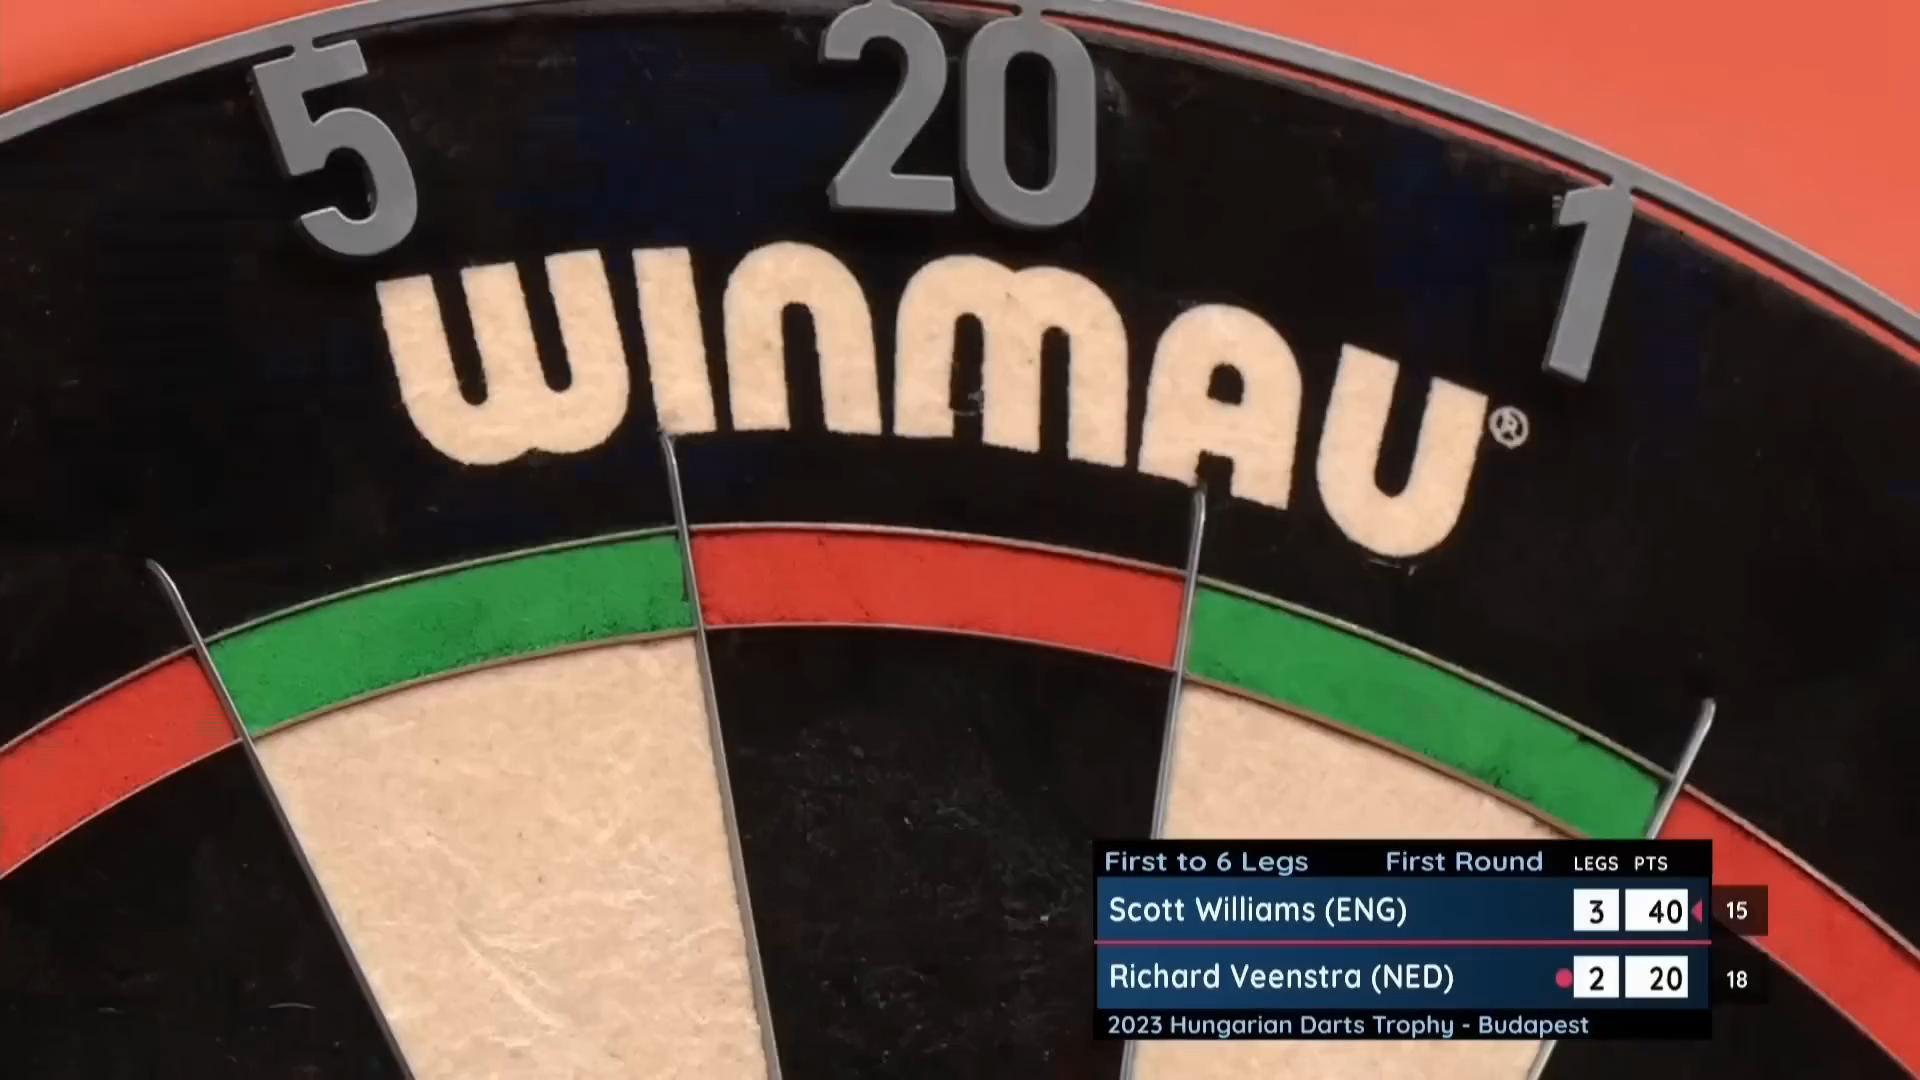 5 20 1
WINMAU®
First to 6 Legs First Round LEGS PTS
Scott Williams (ENG) 3 40 15
Richard Veenstra (NED) 2 20 18
2023 Hungarian Darts Trophy - Budapest